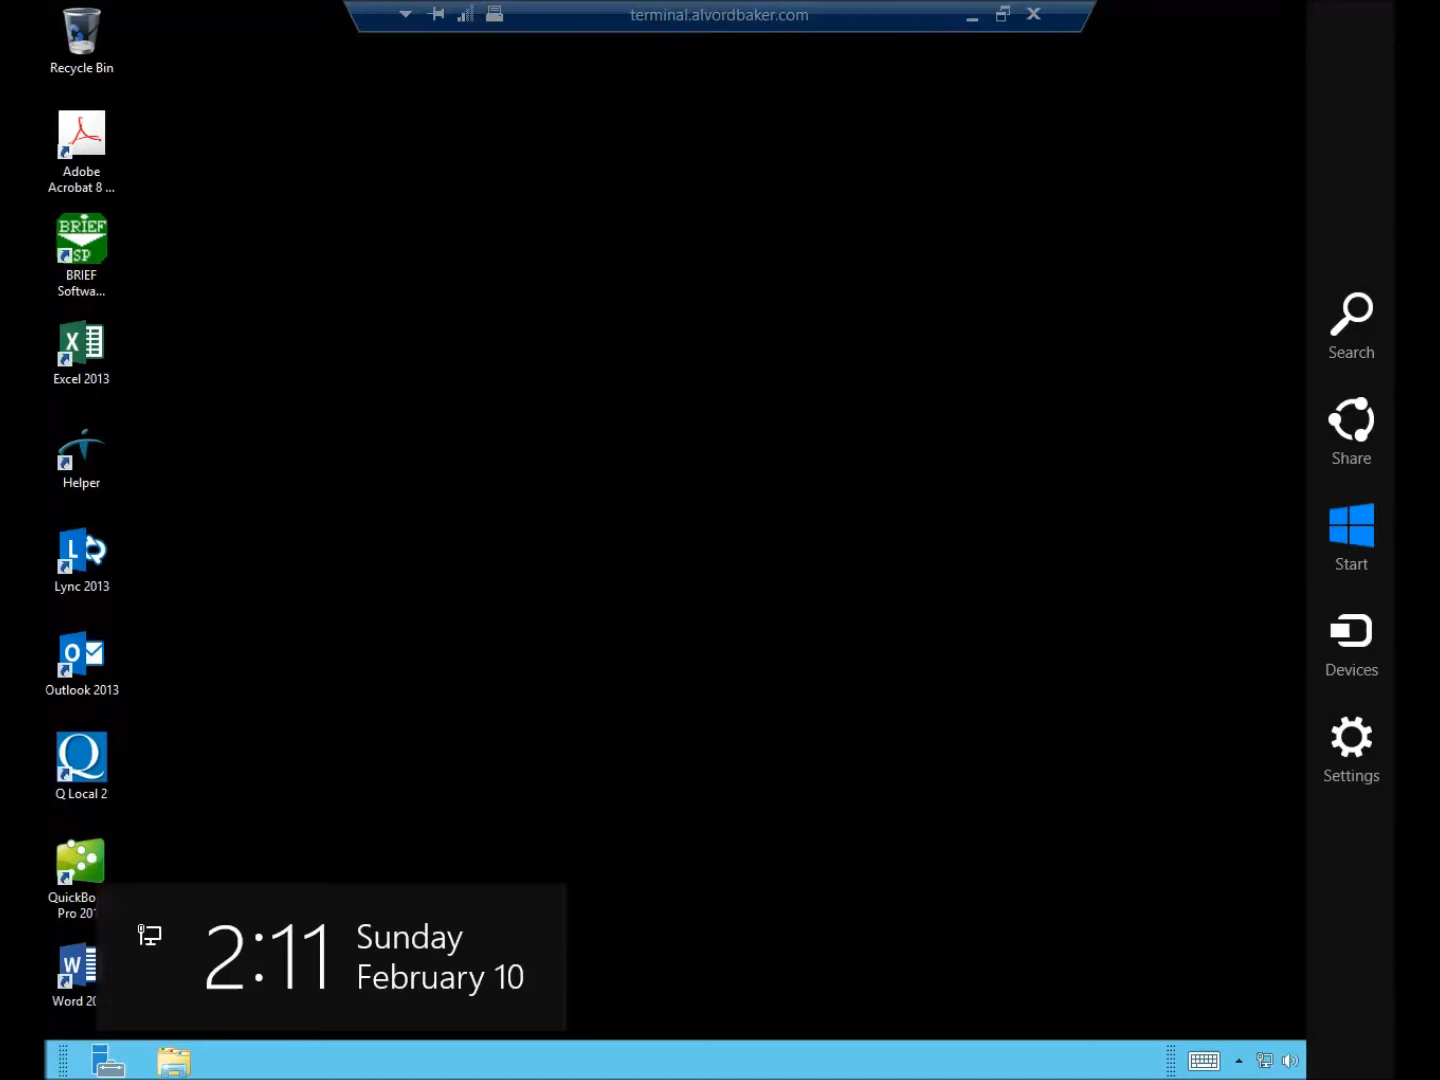 terminal.alvordbaker.com
Recycle Bin
Adobe
Acrobat 8 ...
BRIEF
SP
BRIEF
Softwa...
X
Excel 2013
Helper
L
Lync 2013
O
Outlook 2013
Q
Q Local 2
QuickBo
Pro 201
W
Word 20
2:11
Sunday
February 10
Search
Share
Start
Devices
Settings